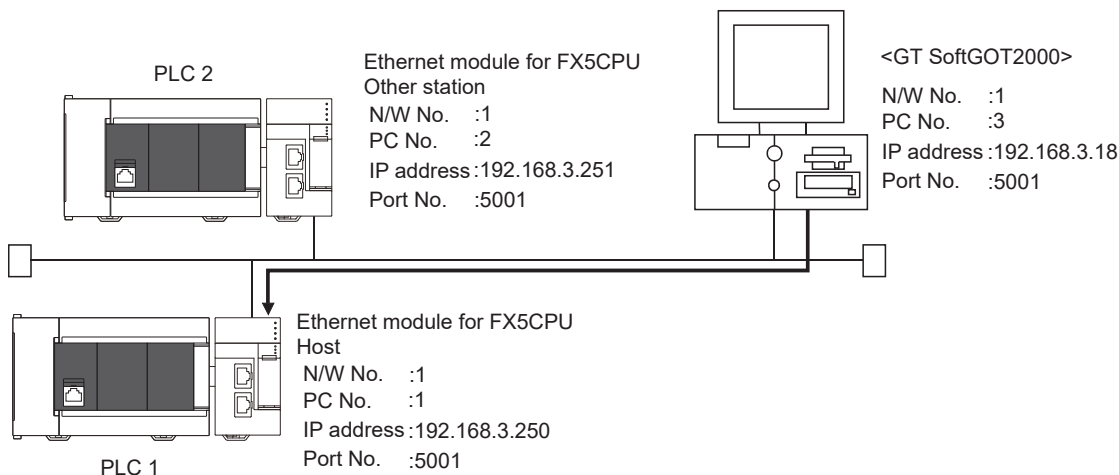 PLC 2
Ethernet module for FX5CPU
Other station
N/W No. :1
PC No. :2
IP address :192.168.3.251
Port No. :5001
<GT SoftGOT2000>
N/W No. :1
PC No. :3
IP address :192.168.3.18
Port No. :5001
Ethernet module for FX5CPU
Host
N/W No. :1
PC No. :1
IP address :192.168.3.250
Port No. :5001
PLC 1